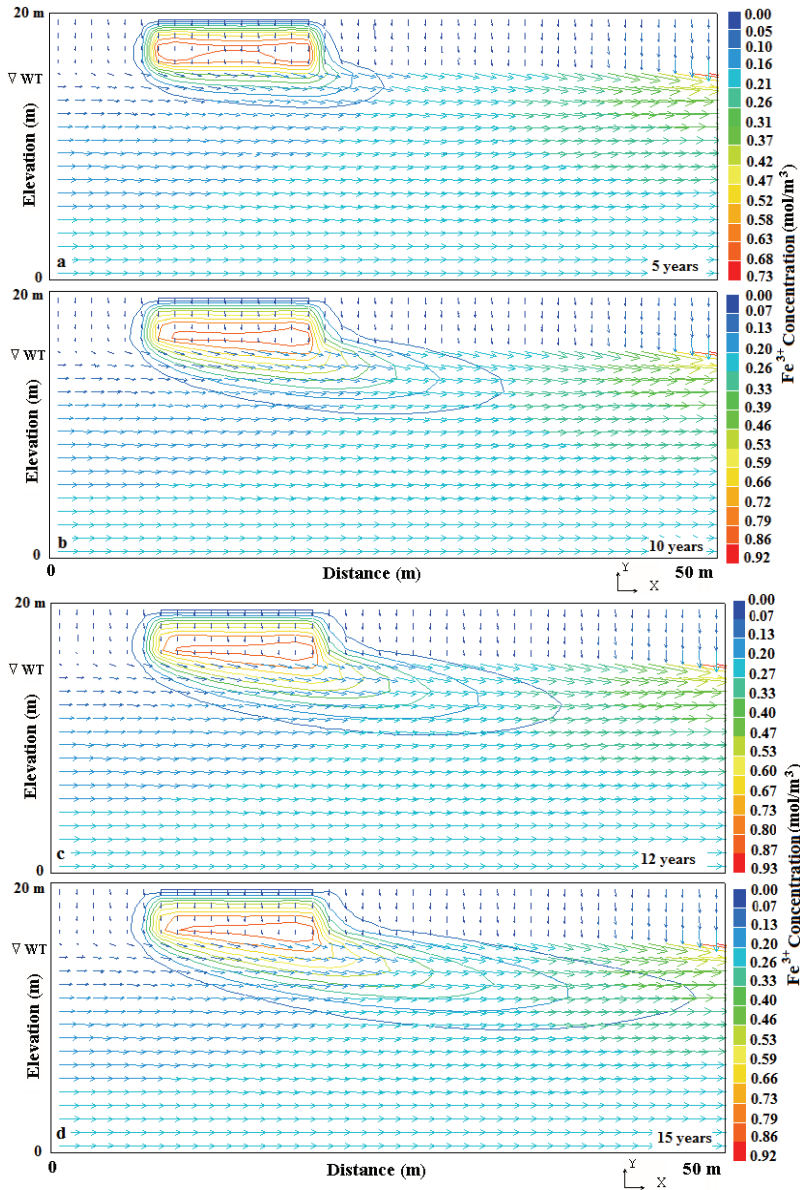 20 m
▽ WT
Elevation (m)
0
a
5 years
0.00
0.05
0.10
0.16
0.21
0.26
0.31
0.37
0.42
0.47
0.52
0.58
0.63
0.68
0.73
20 m
▽ WT
Elevation (m)
0
b
10 years
0.00
0.07
0.13
0.20
0.26
0.33
0.39
0.46
0.53
0.59
0.66
0.72
0.79
0.86
0.92
Fe³⁺ Concentration (mol/m³)
0
Distance (m)
50 m
Y
X
20 m
▽ WT
Elevation (m)
0
c
12 years
0.00
0.07
0.13
0.20
0.27
0.33
0.40
0.47
0.53
0.60
0.67
0.73
0.80
0.87
0.93
20 m
▽ WT
Elevation (m)
0
d
15 years
0.00
0.07
0.13
0.20
0.26
0.33
0.40
0.46
0.53
0.59
0.66
0.73
0.79
0.86
0.92
Fe³⁺ Concentration (mol/m³)
0
Distance (m)
50 m
Y
X